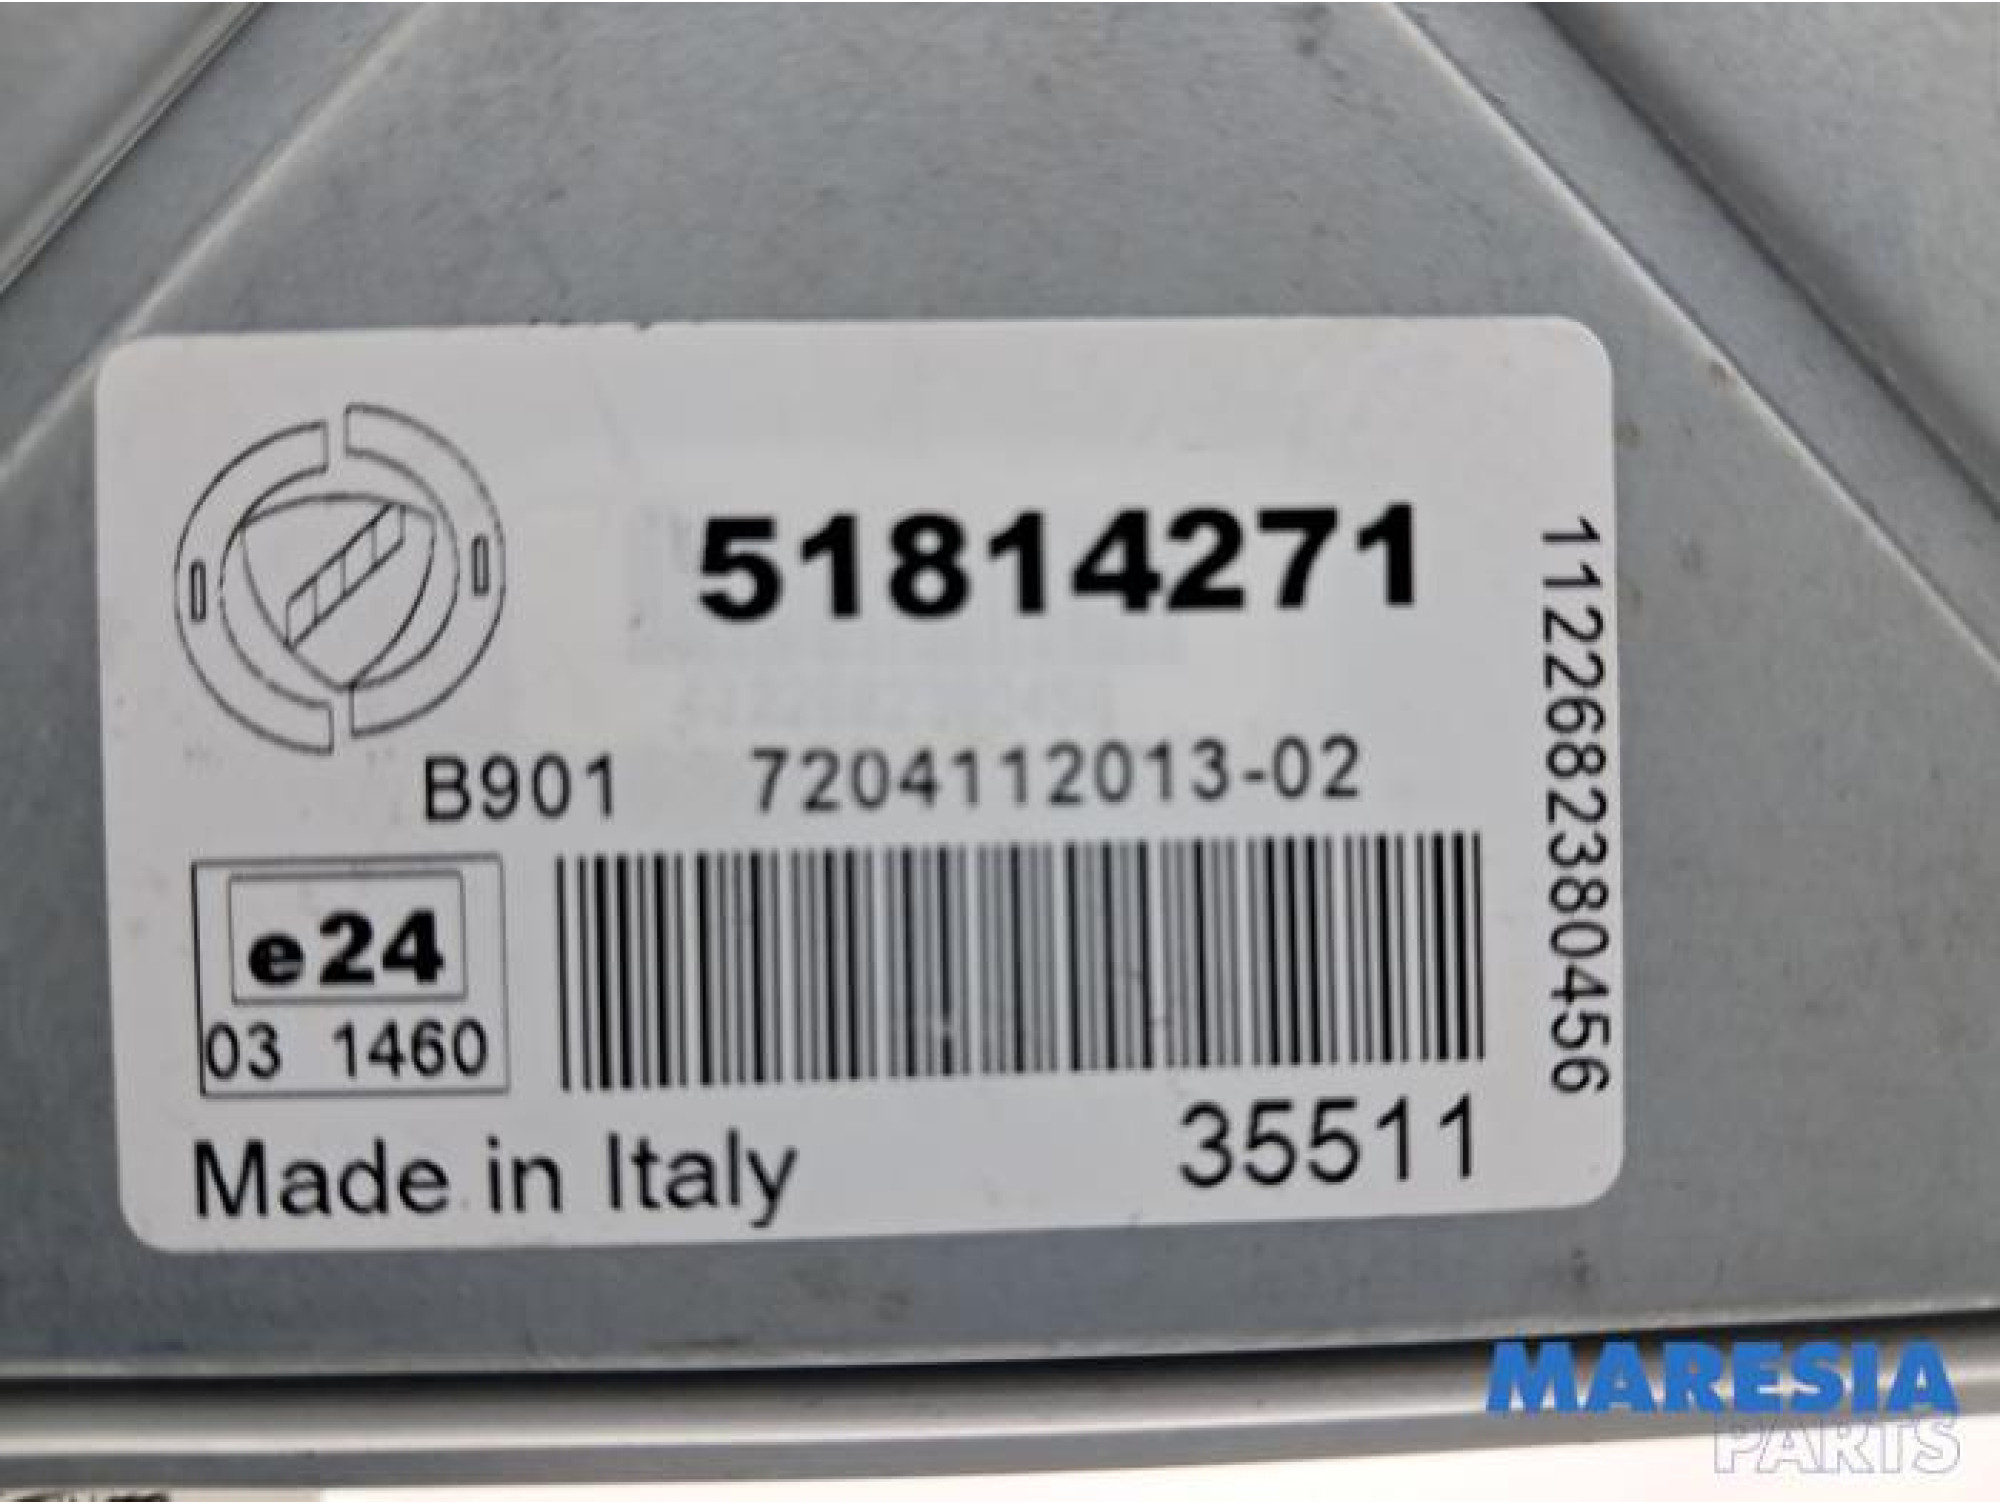 51814271
B901 7204112013-02
e24
03 1460
Made in Italy
35511
1122682380456
MARESIA
PARTS